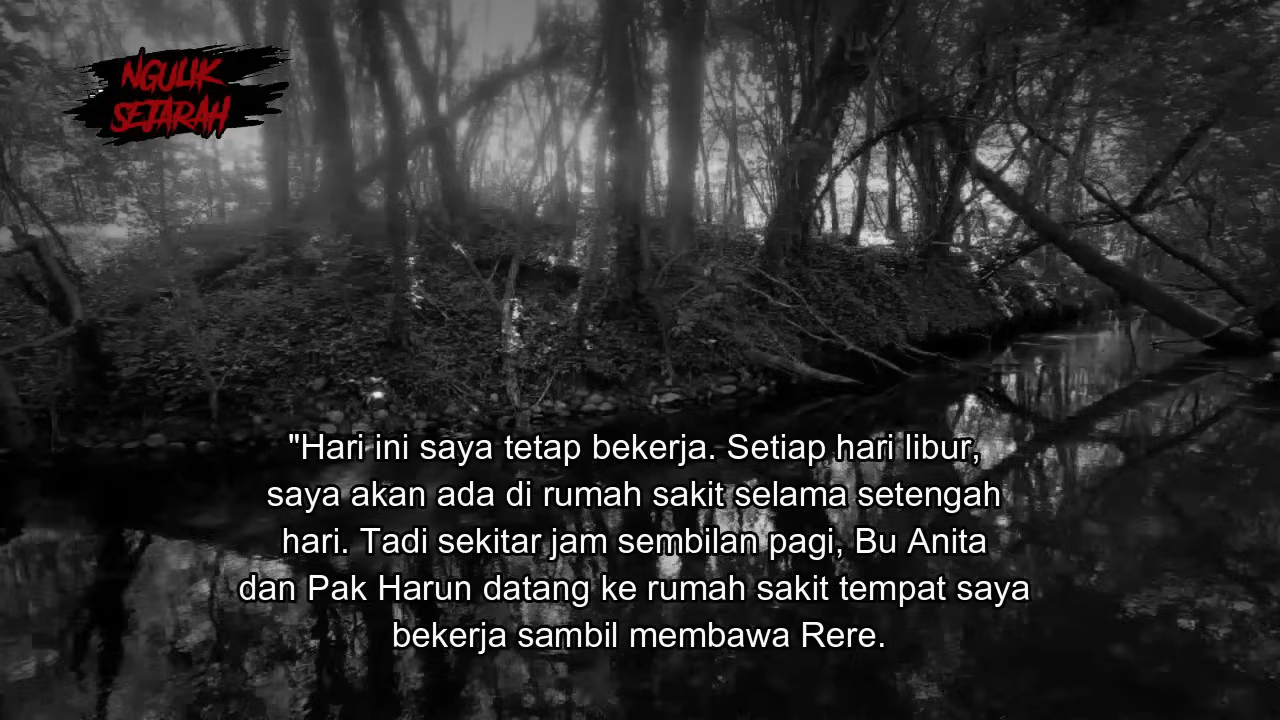 NGULIK
SEJARAH
"Hari ini saya tetap bekerja. Setiap hari libur,
saya akan ada di rumah sakit selama setengah
hari. Tadi sekitar jam sembilan pagi, Bu Anita
dan Pak Harun datang ke rumah sakit tempat saya
bekerja sambil membawa Rere.